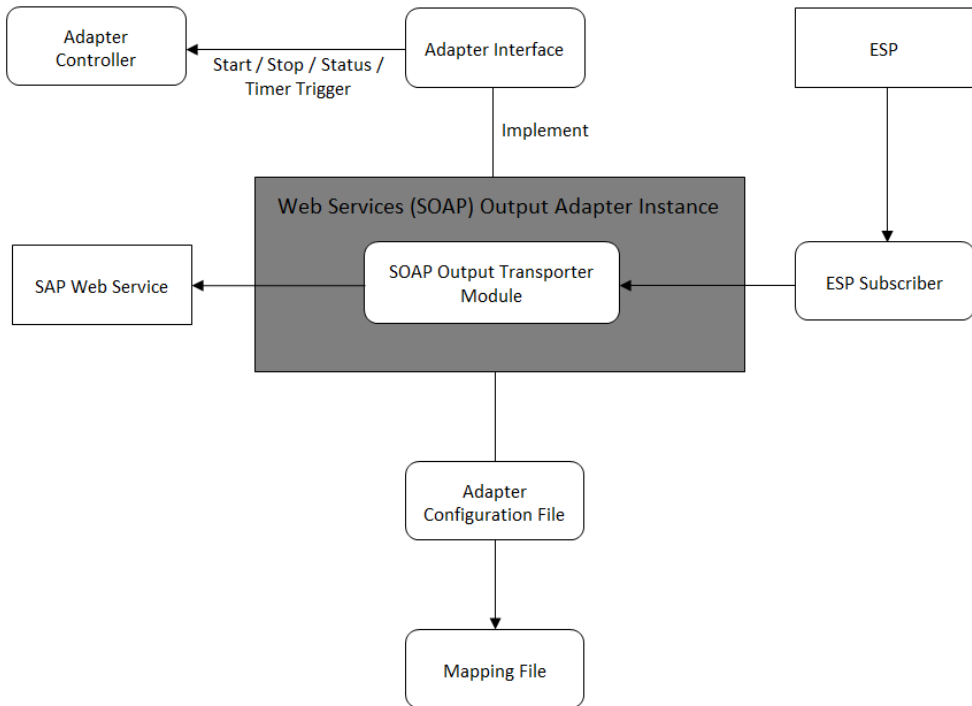 Adapter
Controller
Start / Stop / Status /
Timer Trigger
Adapter Interface
ESP
Implement
Web Services (SOAP) Output Adapter Instance
SAP Web Service
SOAP Output Transporter
Module
ESP Subscriber
Adapter
Configuration File
Mapping File